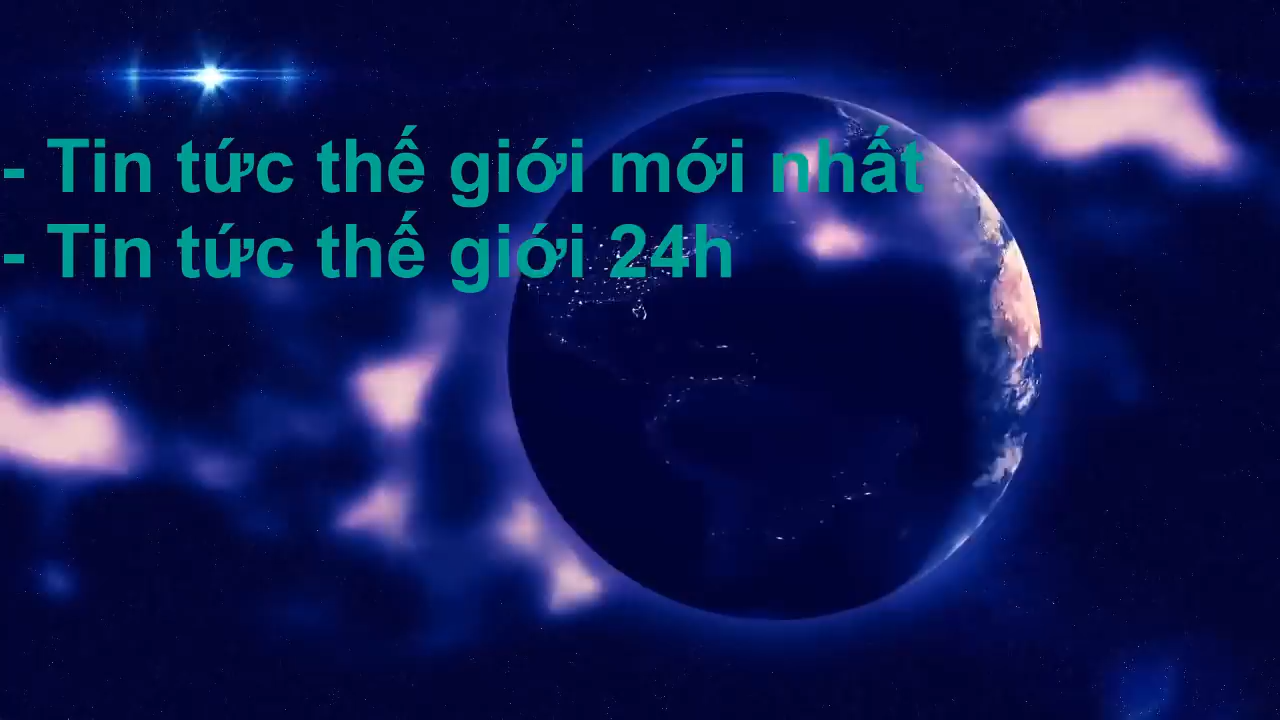 - Tin tức thế giới mới nhất
- Tin tức thế giới 24h